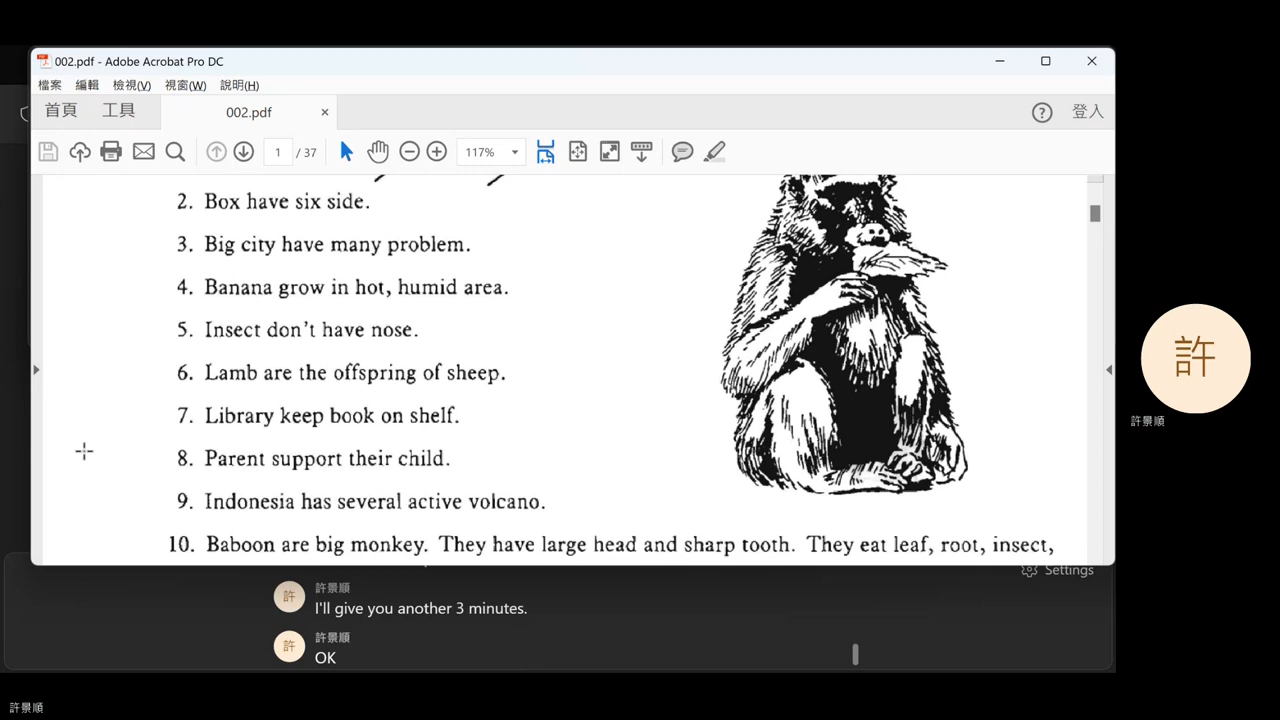 002.pdf - Adobe Acrobat Pro DC
檔案 編輯 檢視(V) 視窗(W) 說明(H)
首頁 工具 002.pdf × 登入
1 / 37 117%
2. Box have six side.
3. Big city have many problem.
4. Banana grow in hot, humid area.
5. Insect don't have nose.
6. Lamb are the offspring of sheep.
7. Library keep book on shelf.
8. Parent support their child.
9. Indonesia has several active volcano.
10. Baboon are big monkey. They have large head and sharp tooth. They eat leaf, root, insect,
Settings
許 許景順
I'll give you another 3 minutes.
許 許景順
OK
許
許景順
許景順